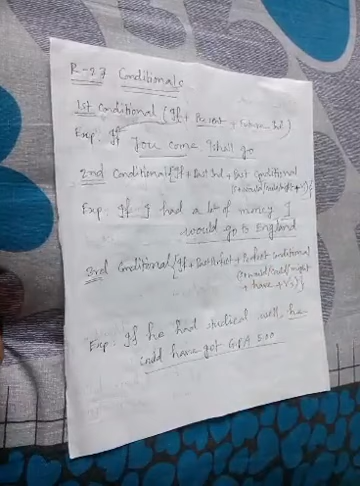 R-27 Conditionals
1st Conditional (If + Present + Future Ind)
Exp: If you come I shall go
2nd Conditional {If + Past Ind + Past Conditional
Exp: If I had a lot of money I
would go to England
3rd Conditional {If + Past Perfect + Perfect Conditional
+ have + V3)}
Exp: If he had studied well, he
could have got G.P.A 5.00